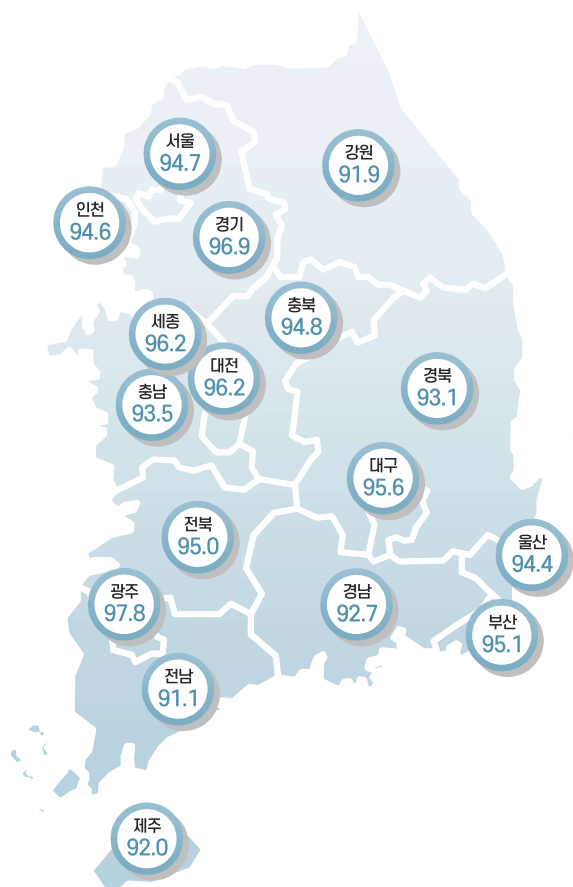 서울
94.7
강원
91.9
인천
94.6
경기
96.9
충북
94.8
세종
96.2
대전
96.2
충남
93.5
경북
93.1
대구
95.6
전북
95.0
울산
94.4
광주
97.8
경남
92.7
부산
95.1
전남
91.1
제주
92.0